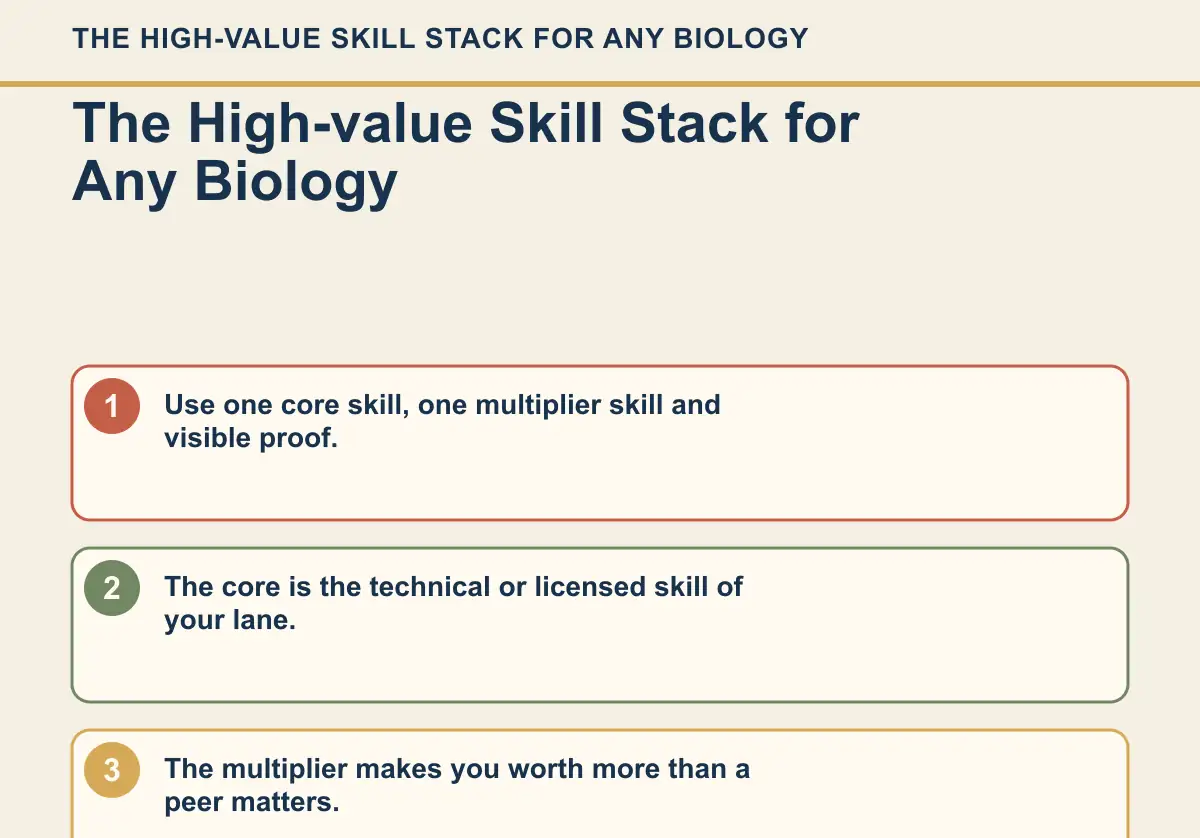 THE HIGH-VALUE SKILL STACK FOR ANY BIOLOGY
The High-value Skill Stack for
Any Biology
1
Use one core skill, one multiplier skill and
visible proof.
2
The core is the technical or licensed skill of
your lane.
3
The multiplier makes you worth more than a
peer matters.